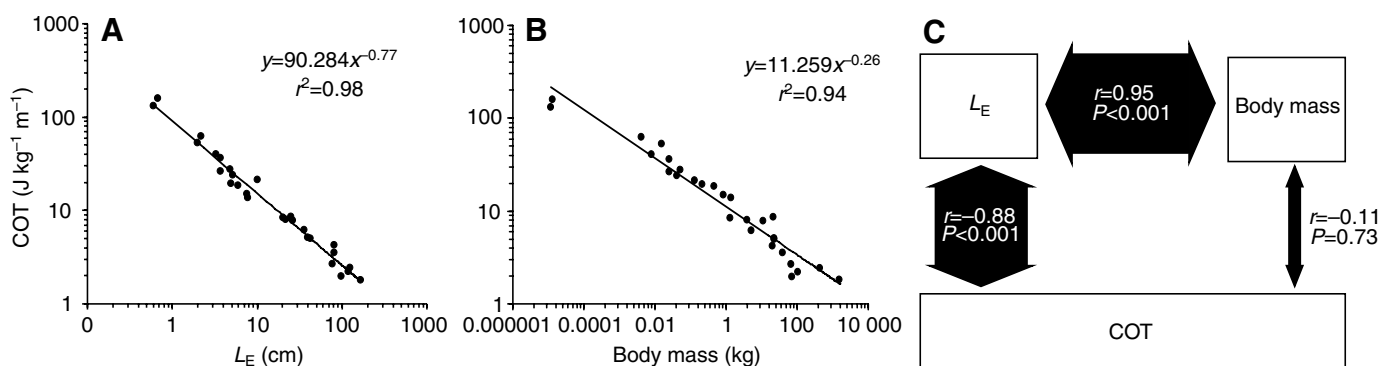 A
1000
100
10
1
COT (J kg⁻¹ m⁻¹)
y=90.284x⁻⁰·⁷⁷
r²=0.98
0 1 10 100 1000
L_E (cm)
B
1000
100
10
1
y=11.259x⁻⁰·²⁶
r²=0.94
0.000001 0.0001 0.01 1 100 10 000
Body mass (kg)
C
L_E
r=0.95
P<0.001
Body mass
r=–0.88
P<0.001
r=–0.11
P=0.73
COT